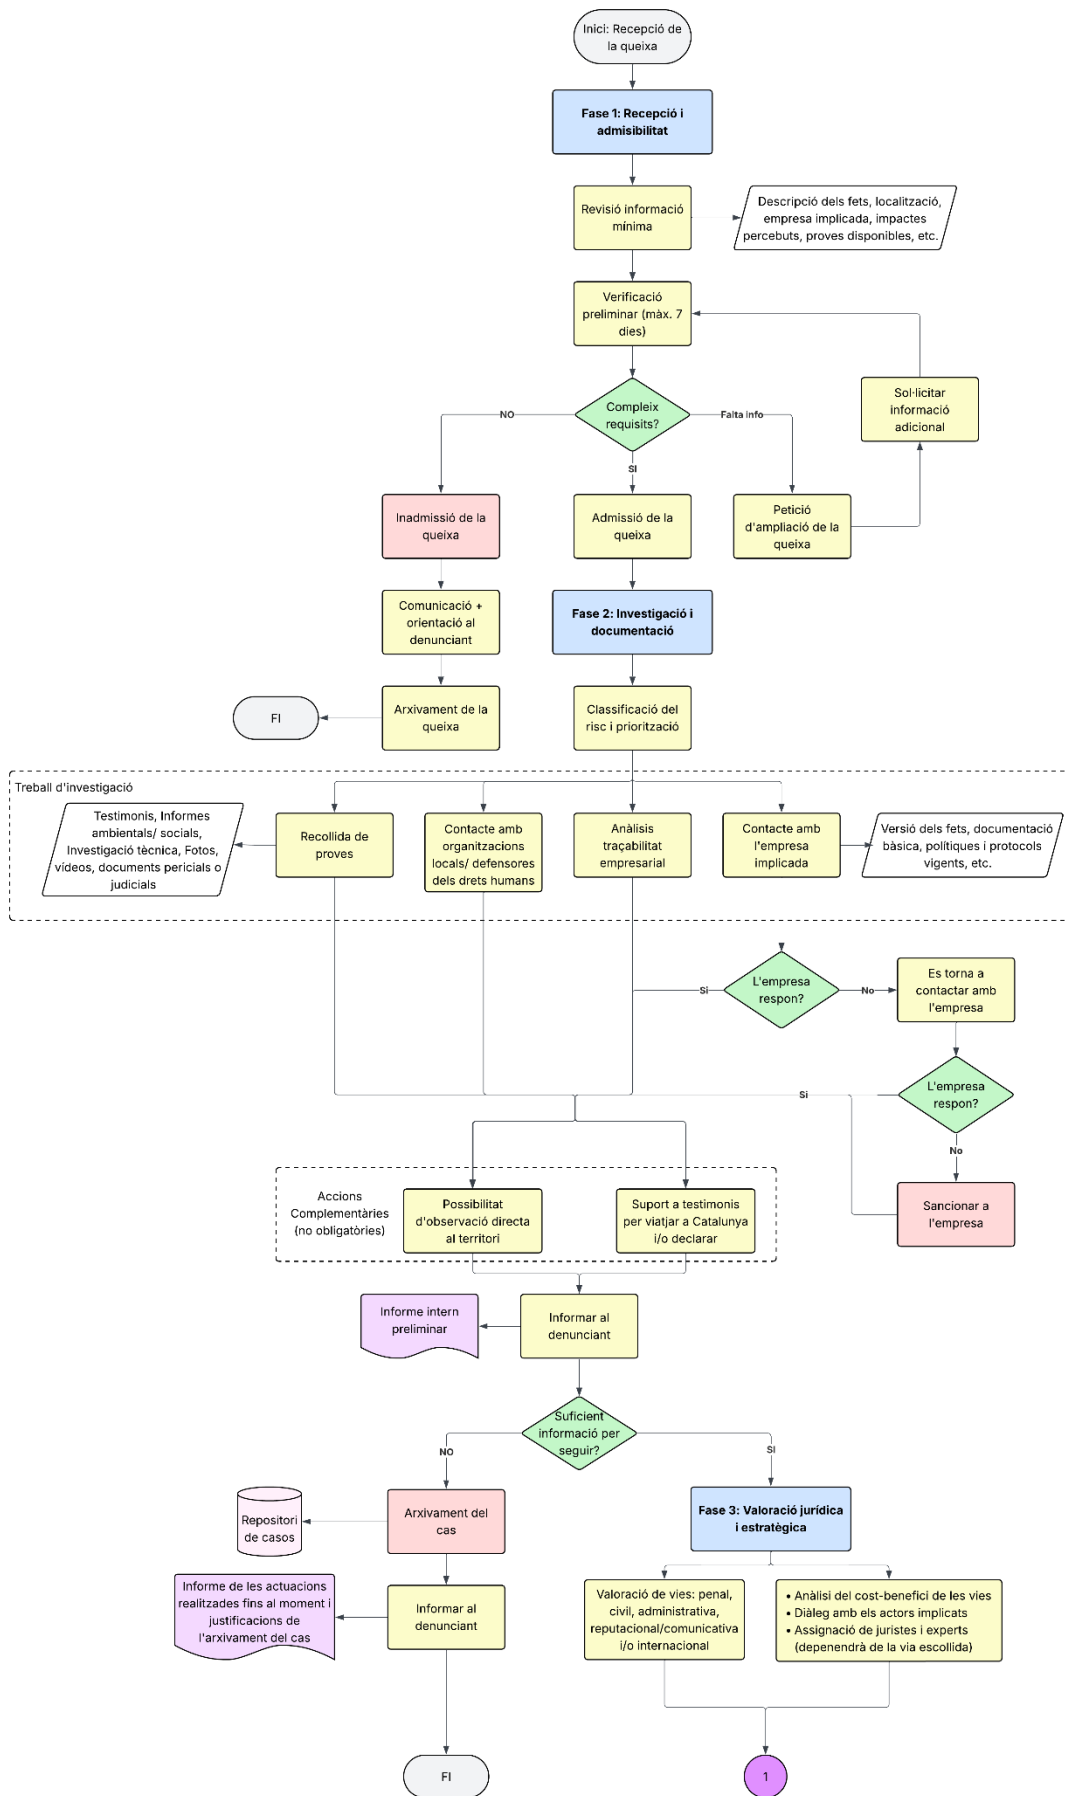 Inici: Recepció de
la queixa
Fase 1: Recepció i
admisibilitat
Revisió informació
mínima
Descripció dels fets, localització,
empresa implicada, impactes
percebuts, proves disponibles, etc.
Verificació
preliminar (màx. 7
dies)
Sol·licitar
informació
adicional
Compleix
requisits?
NO
Falta info
SI
Inadmissió de la
queixa
Admissió de la
queixa
Petició
d'ampliació de la
queixa
Comunicació +
orientació al
denunciant
Fase 2: Investigació i
documentació
Arxivament de la
queixa
FI
Classificació del
risc i priorització
Treball d'investigació
Testimonis, Informes
ambientals/ socials,
Investigació tècnica, Fotos,
vídeos, documents pericials o
judicials
Recollida de
proves
Contacte amb
organitzacions
locals/ defensores
dels drets humans
Anàlisis
traçabilitat
empresarial
Contacte amb
l'empresa
implicada
Versió dels fets, documentació
bàsica, polítiques i protocols
vigents, etc.
L'empresa
respon?
Si
No
Es torna a
contactar amb
l'empresa
L'empresa
respon?
Si
No
Sancionar a
l'empresa
Accions
Complementàries
(no obligatòries)
Possibilitat
d'observació directa
al territori
Suport a testimonis
per viatjar a Catalunya
i/o declarar
Informe intern
preliminar
Informar al
denunciant
Suficient
informació per
seguir?
NO
SI
Repositori
de casos
Arxivament del
cas
Fase 3: Valoració jurídica
i estratègica
Informe de les actuacions
realitzades fins al moment i
justificacions de
l'arxivament del cas
Informar al
denunciant
Valoració de vies: penal,
civil, administrativa,
reputacional/comunicativa
i/o internacional
• Anàlisi del cost-benefici de les vies
• Diàleg amb els actors implicats
• Assignació de juristes i experts
(depenendrà de la via escollida)
FI
1